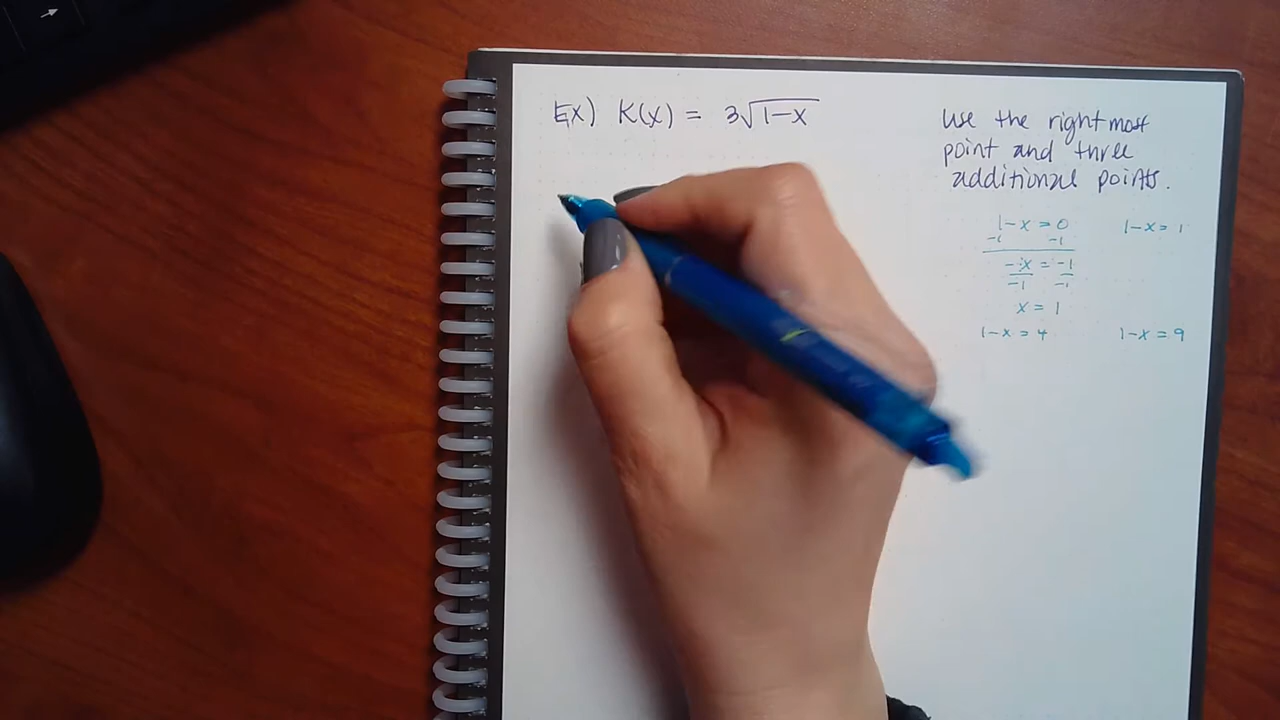 Ex) K(x) = 3√(1-x)
use the rightmost
point and three
additional points.
1-x = 0
-1 -1
-x = -1
-1 -1
x = 1
1-x = 1
1-x = 4
1-x = 9